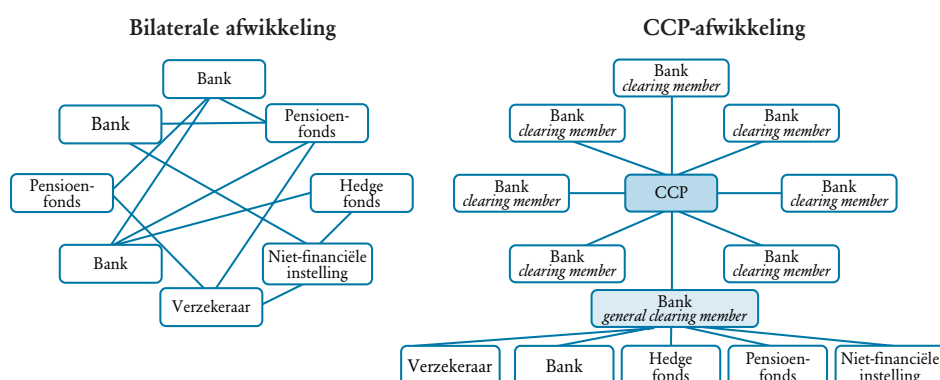 Bilaterale afwikkeling
Bank
Bank
Pensioen-
fonds
Pensioen-
fonds
Hedge
fonds
Bank
Niet-financiële
instelling
Verzekeraar
CCP-afwikkeling
Bank
clearing member
Bank
clearing member
Bank
clearing member
Bank
clearing member
CCP
Bank
clearing member
Bank
clearing member
Bank
clearing member
Bank
general clearing member
Verzekeraar
Bank
Hedge
fonds
Pensioen-
fonds
Niet-financiële
instelling